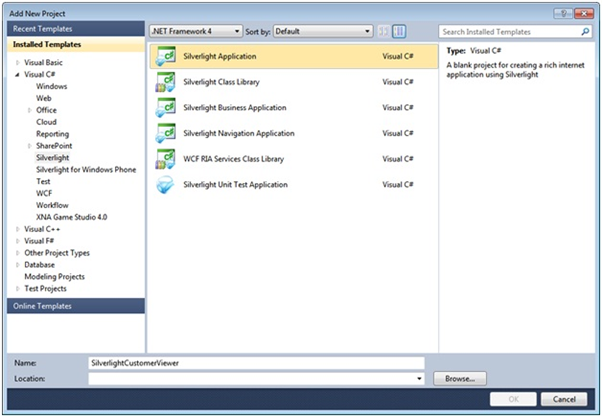 Add New Project
Recent Templates
Installed Templates
Visual Basic
Visual C#
Windows
Web
Office
Cloud
Reporting
SharePoint
Silverlight
Silverlight for Windows Phone
Test
WCF
Workflow
XNA Game Studio 4.0
Visual C++
Visual F#
Other Project Types
Database
Modeling Projects
Test Projects
Online Templates
.NET Framework 4
Sort by: Default
Silverlight Application Visual C#
Silverlight Class Library Visual C#
Silverlight Business Application Visual C#
Silverlight Navigation Application Visual C#
WCF RIA Services Class Library Visual C#
Silverlight Unit Test Application Visual C#
Search Installed Templates
Type: Visual C#
A blank project for creating a rich internet
application using Silverlight
Name: SilverlightCustomerViewer
Location:
Browse...
OK Cancel